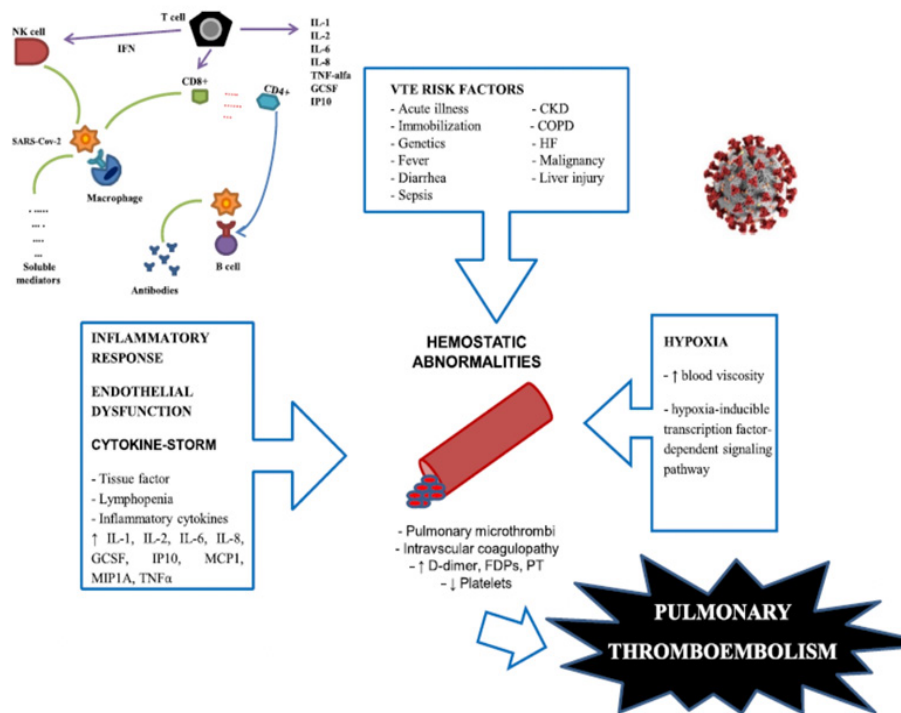 T cell
NK cell
IFN
IL-1
IL-2
IL-6
IL-8
TNF-alfa
GCSF
IP10
CD8+
CD4+
SARS-Cov-2
Macrophage
Soluble
mediators
Antibodies
B cell
VTE RISK FACTORS
- Acute illness
- Immobilization
- Genetics
- Fever
- Diarrhea
- Sepsis
- CKD
- COPD
- HF
- Malignancy
- Liver injury
INFLAMMATORY
RESPONSE
ENDOTHELIAL
DYSFUNCTION
CYTOKINE-STORM
- Tissue factor
- Lymphopenia
- Inflammatory cytokines
↑ IL-1, IL-2, IL-6, IL-8,
GCSF, IP10, MCP1,
MIP1A, TNFα
HEMOSTATIC
ABNORMALITIES
- Pulmonary microthrombi
- Intravscular coagulopathy
- ↑ D-dimer, FDPs, PT
- ↓ Platelets
HYPOXIA
- ↑ blood viscosity
- hypoxia-inducible
transcription factor-
dependent signaling
pathway
PULMONARY
THROMBOEMBOLISM